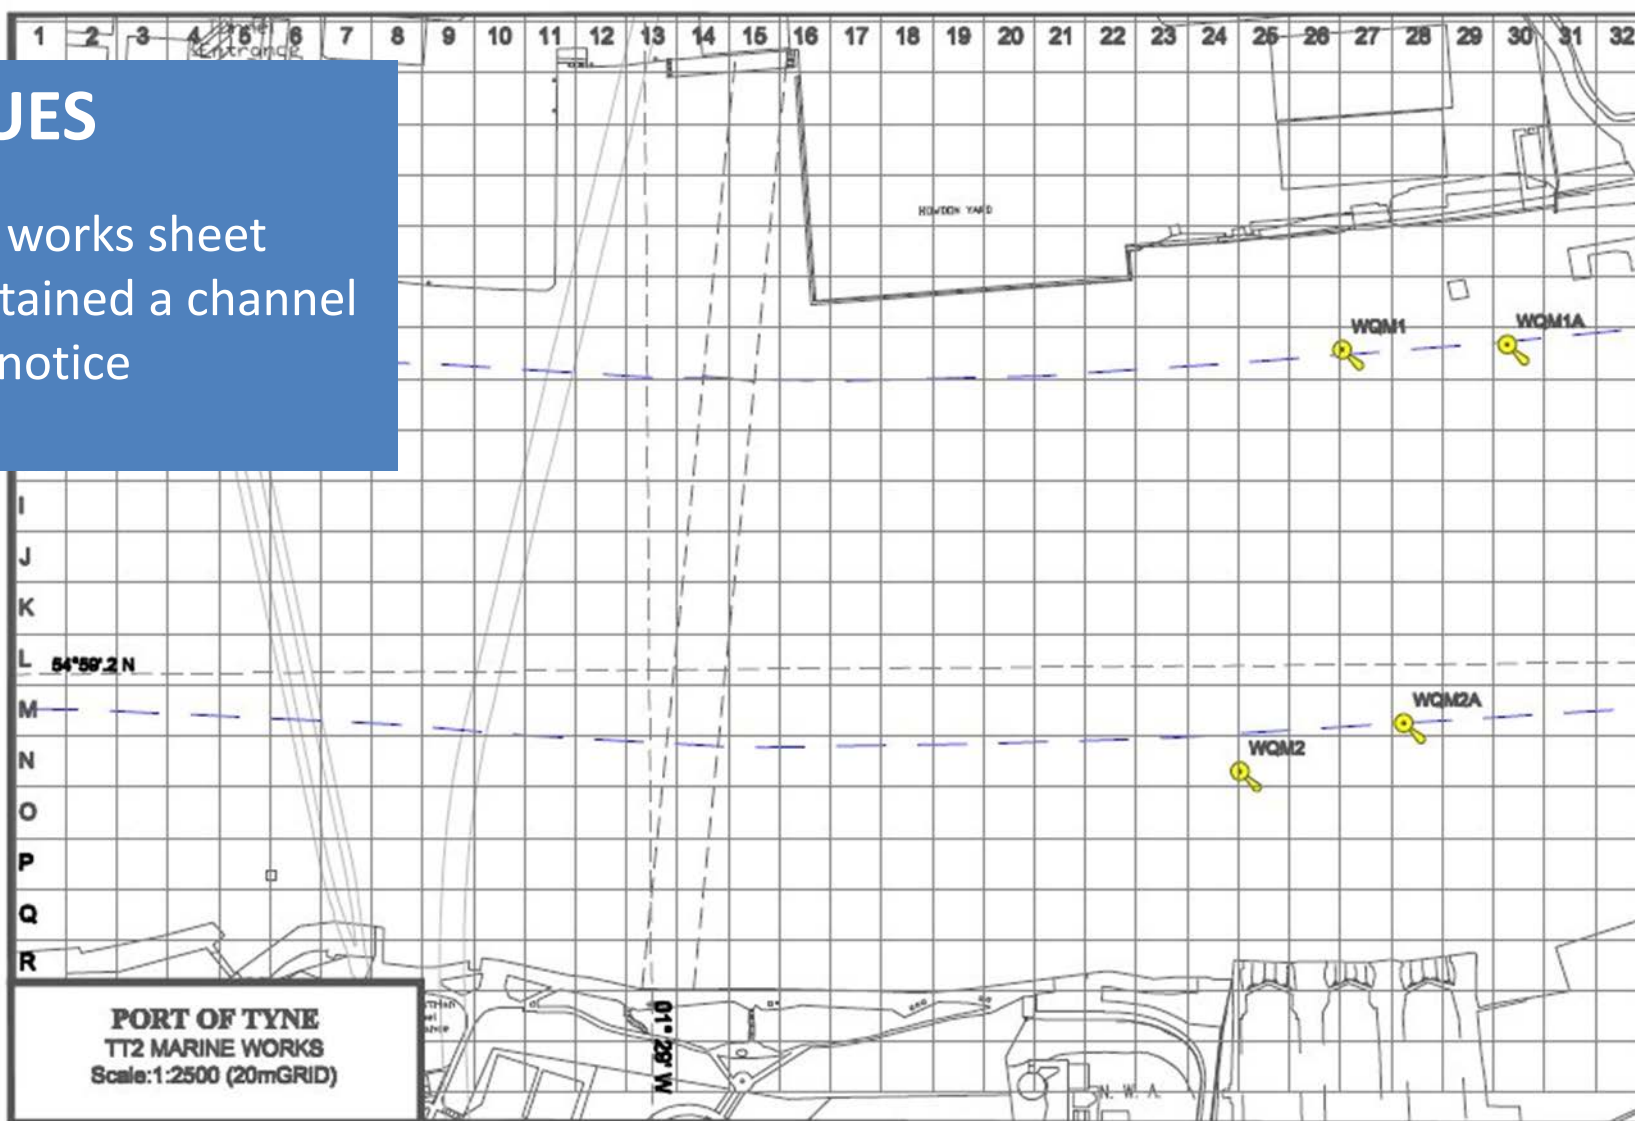 1 2 3 4 5 6 7 8 9 10 11 12 13 14 15 16 17 18 19 20 21 22 23 24 25 26 27 28 29 30 31 32
Entrance
UES
works sheet
tained a channel
notice
HOWDON YARD
WQM1
WQM1A
I
J
K
L
54°59'.2 N
M
WQM2A
N
WQM2
O
P
Q
R
PORT OF TYNE
TT2 MARINE WORKS
Scale:1:2500 (20mGRID)
01° 29' W
N. W. A.